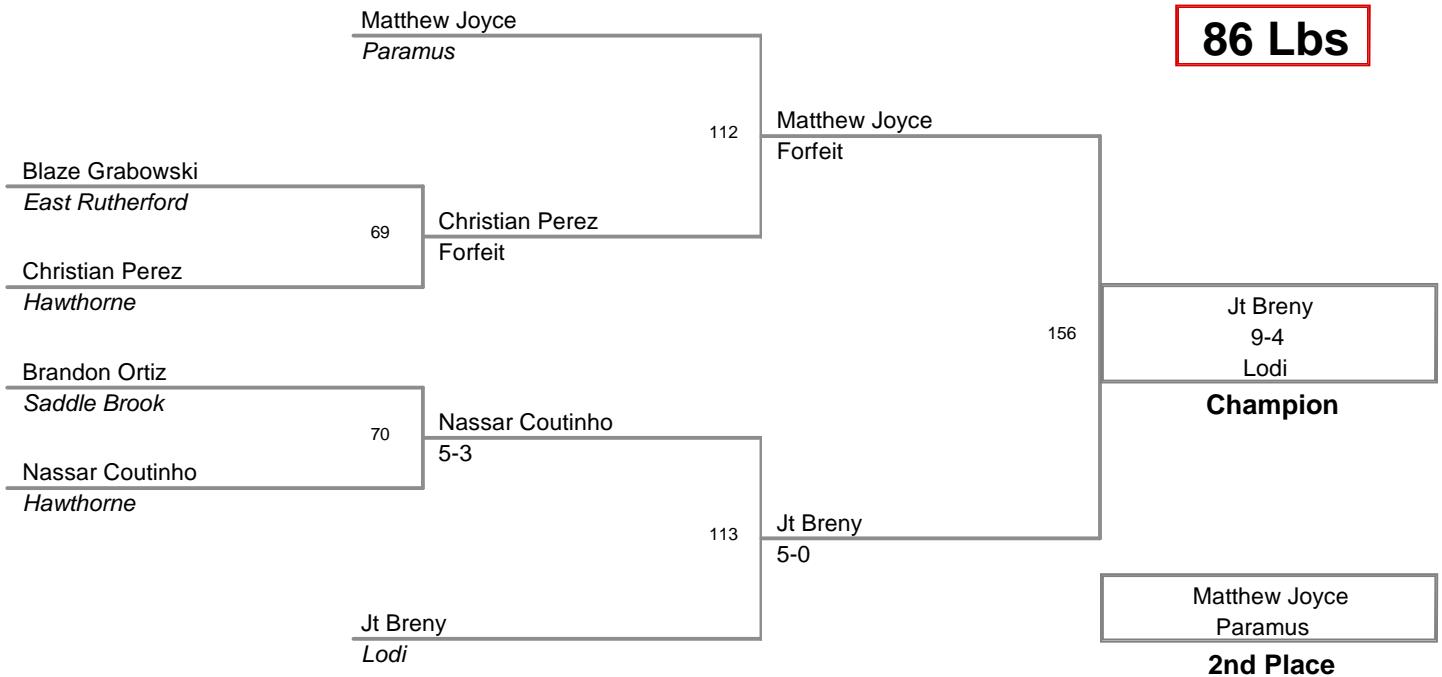 Matthew Joyce
Paramus
86 Lbs
112
Matthew Joyce
Forfeit
Blaze Grabowski
East Rutherford
69
Christian Perez
Forfeit
Christian Perez
Hawthorne
156
Jt Breny
9-4
Lodi
Champion
Brandon Ortiz
Saddle Brook
70
Nassar Coutinho
5-3
Nassar Coutinho
Hawthorne
113
Jt Breny
5-0
Jt Breny
Lodi
Matthew Joyce
Paramus
2nd Place